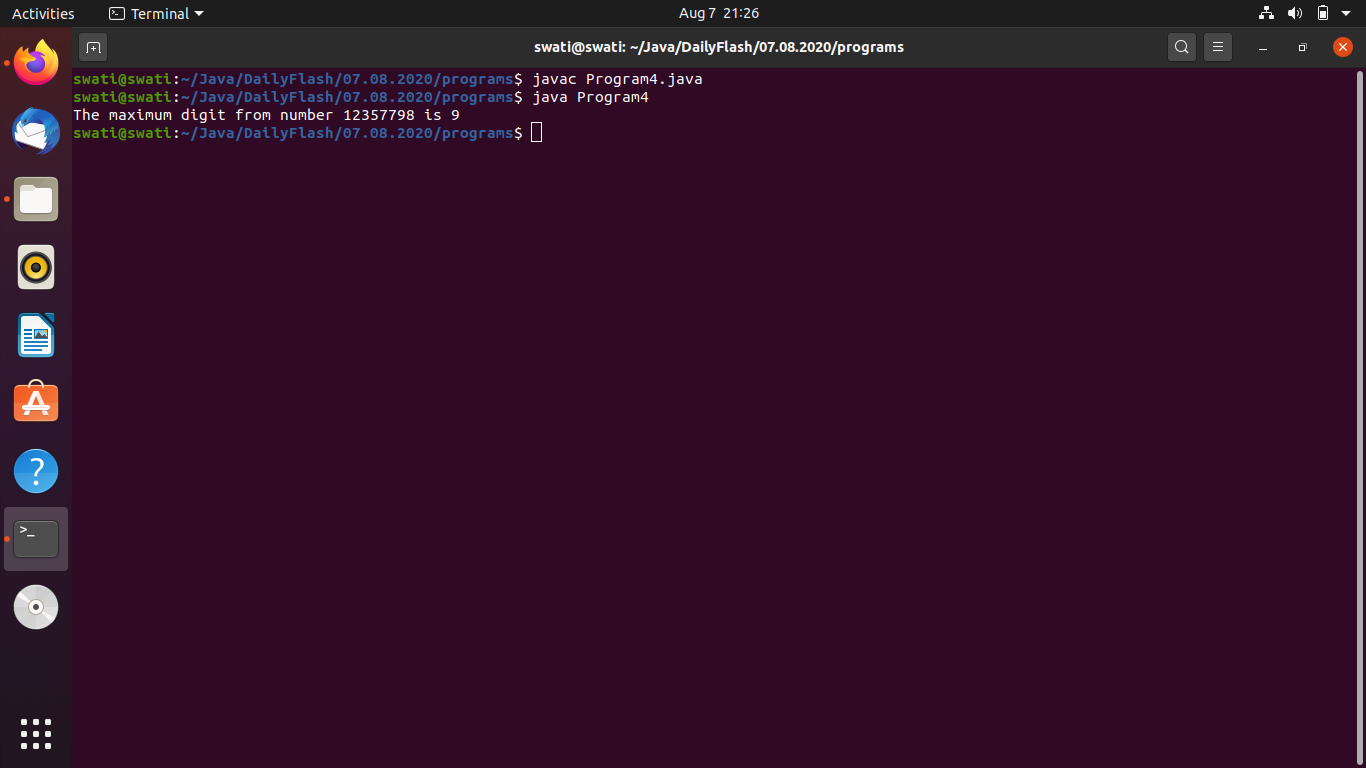 Activities
Terminal
Aug 7 21:26
swati@swati: ~/Java/DailyFlash/07.08.2020/programs
swati@swati:~/Java/DailyFlash/07.08.2020/programs$ javac Program4.java
swati@swati:~/Java/DailyFlash/07.08.2020/programs$ java Program4
The maximum digit from number 12357798 is 9
swati@swati:~/Java/DailyFlash/07.08.2020/programs$